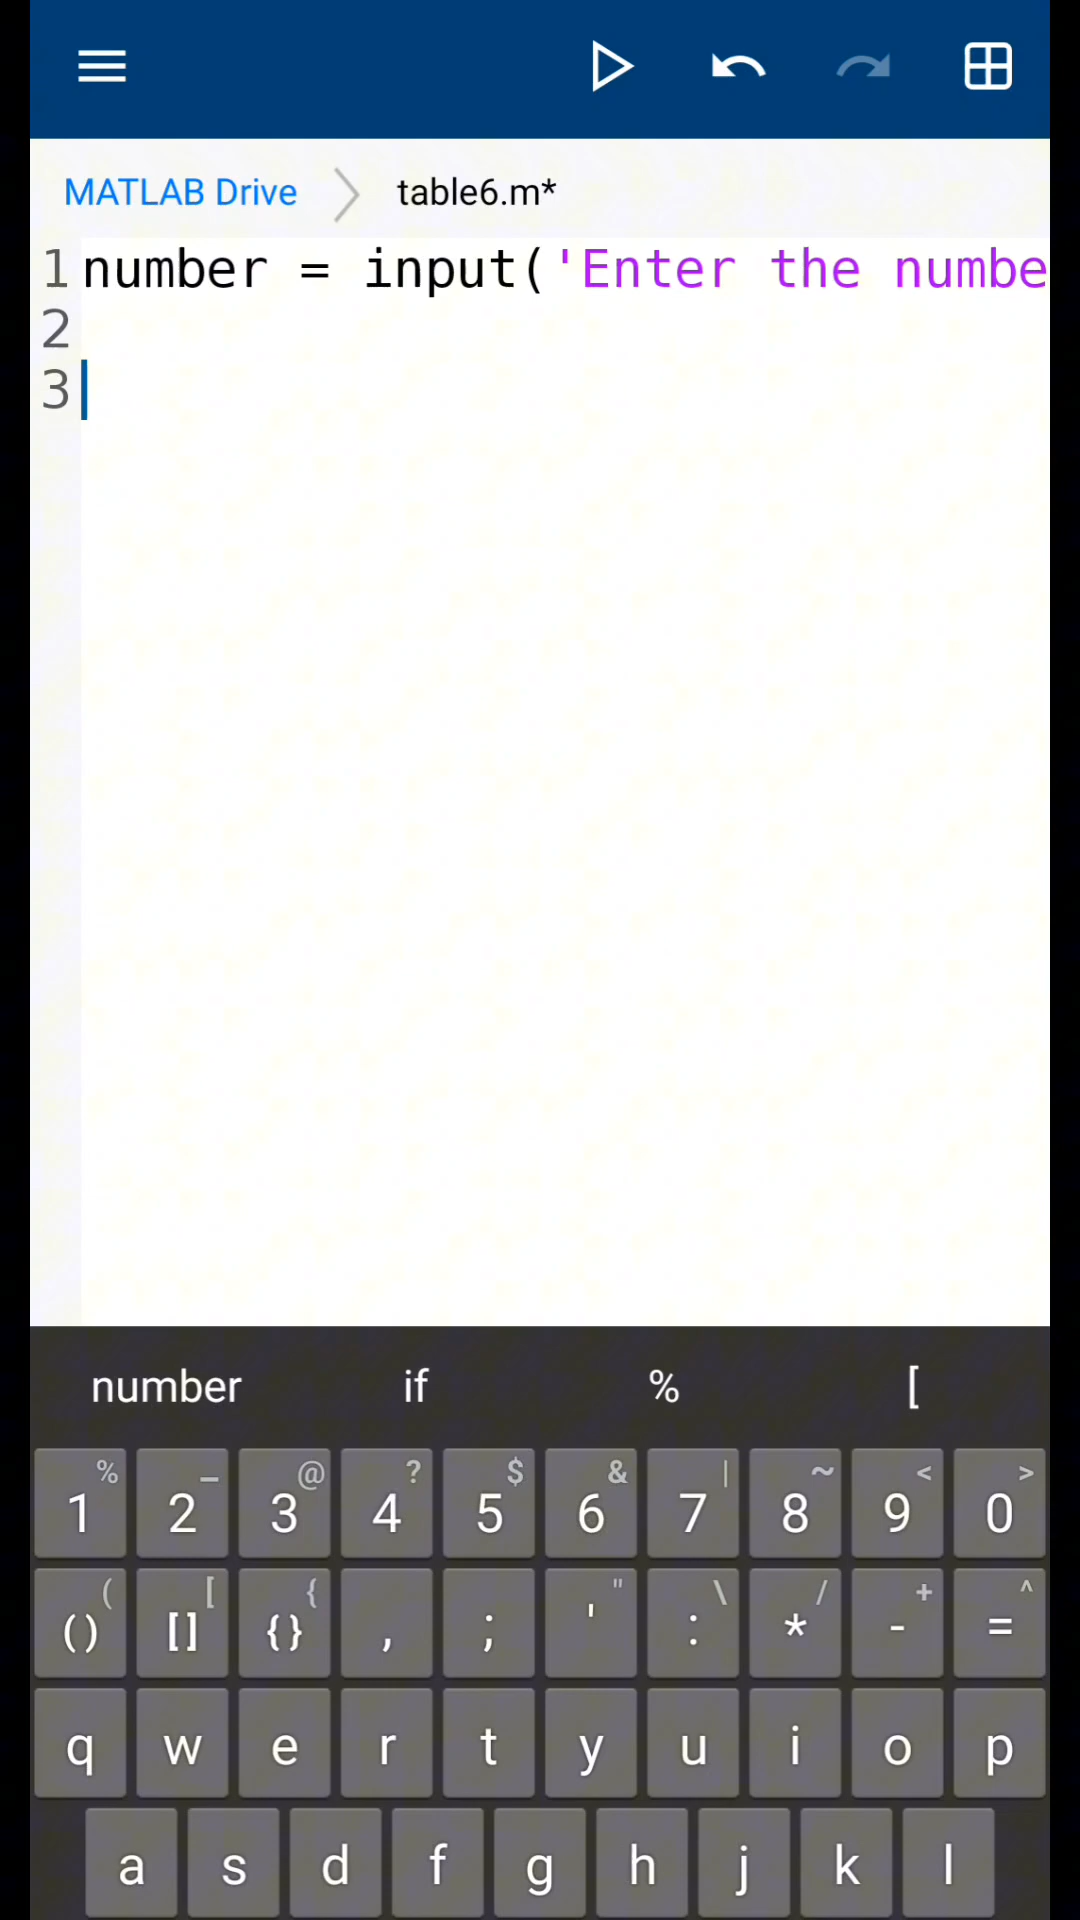 MATLAB Drive table6.m*
1 number = input('Enter the numbe
2
3
number if % [
% _ @ ? $ & | ~ < >
1 2 3 4 5 6 7 8 9 0
( [ { " \ / + ^
() [] {} , ; ' : * - =
q w e r t y u i o p
a s d f g h j k l